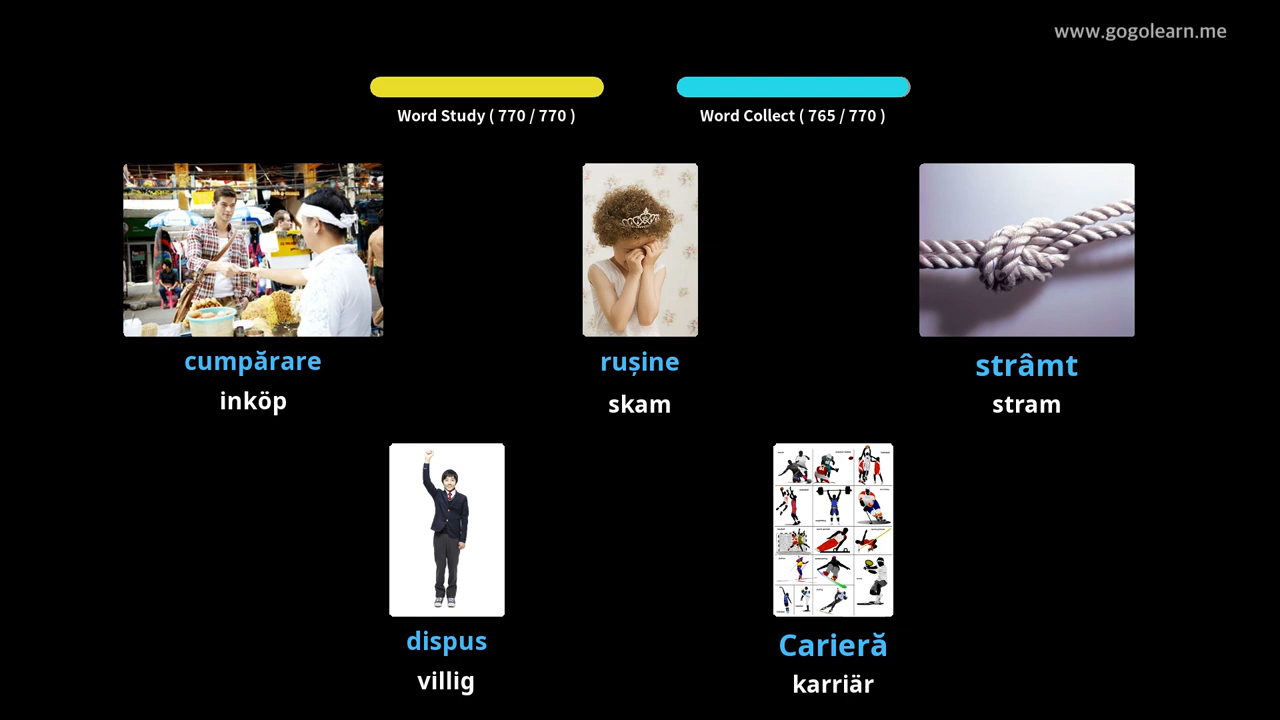 www.gogolearn.me
Word Study ( 770 / 770 )
Word Collect ( 765 / 770 )
cumpărare
inköp
rușine
skam
strâmt
stram
dispus
villig
Carieră
karriär